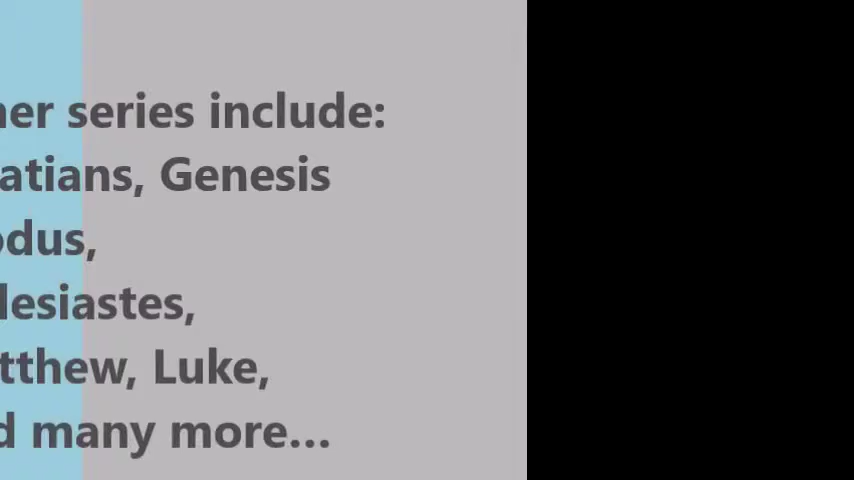 her series include:
atians, Genesis
odus,
lesiastes,
tthew, Luke,
d many more...